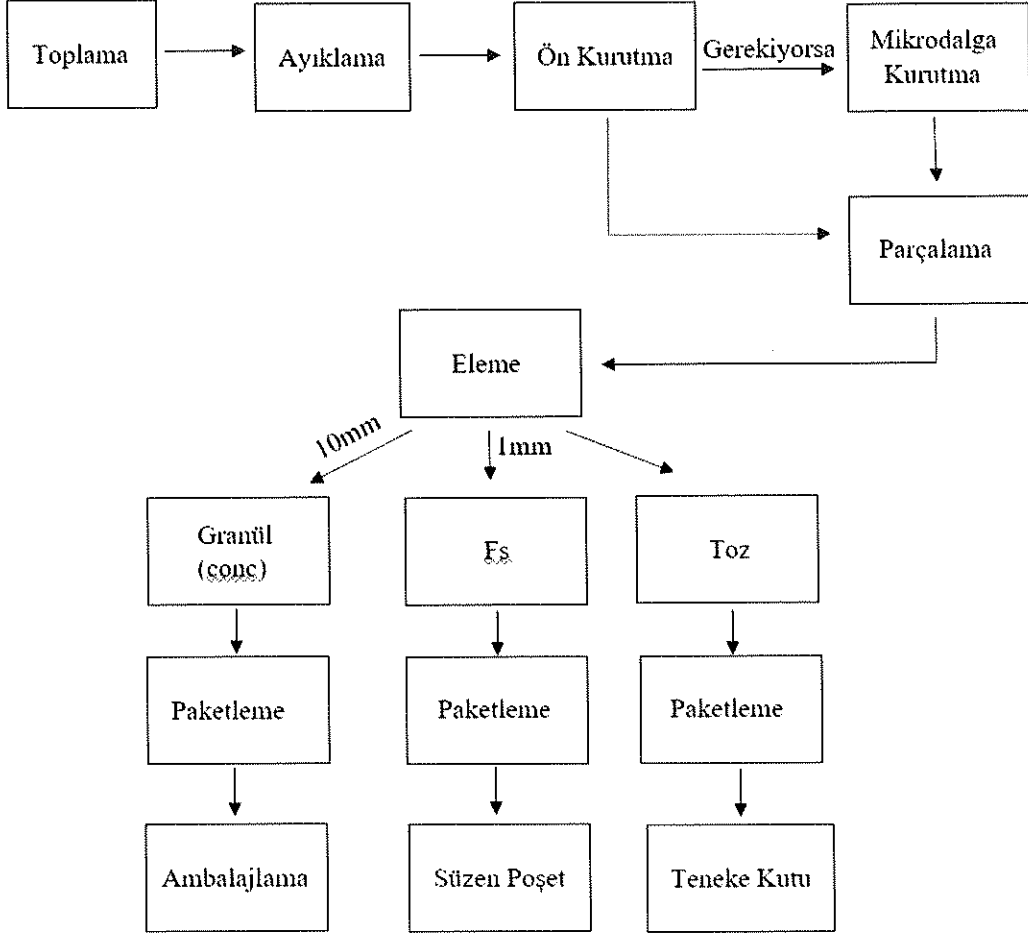 Toplama
Ayıklama
Ön Kurutma
Gerekiyorsa
Mikrodalga
Kurutma
Parçalama
Eleme
10mm
1mm
Granül
(conç)
Fs
Toz
Paketleme
Paketleme
Paketleme
Ambalajlama
Süzen Poşet
Teneke Kutu